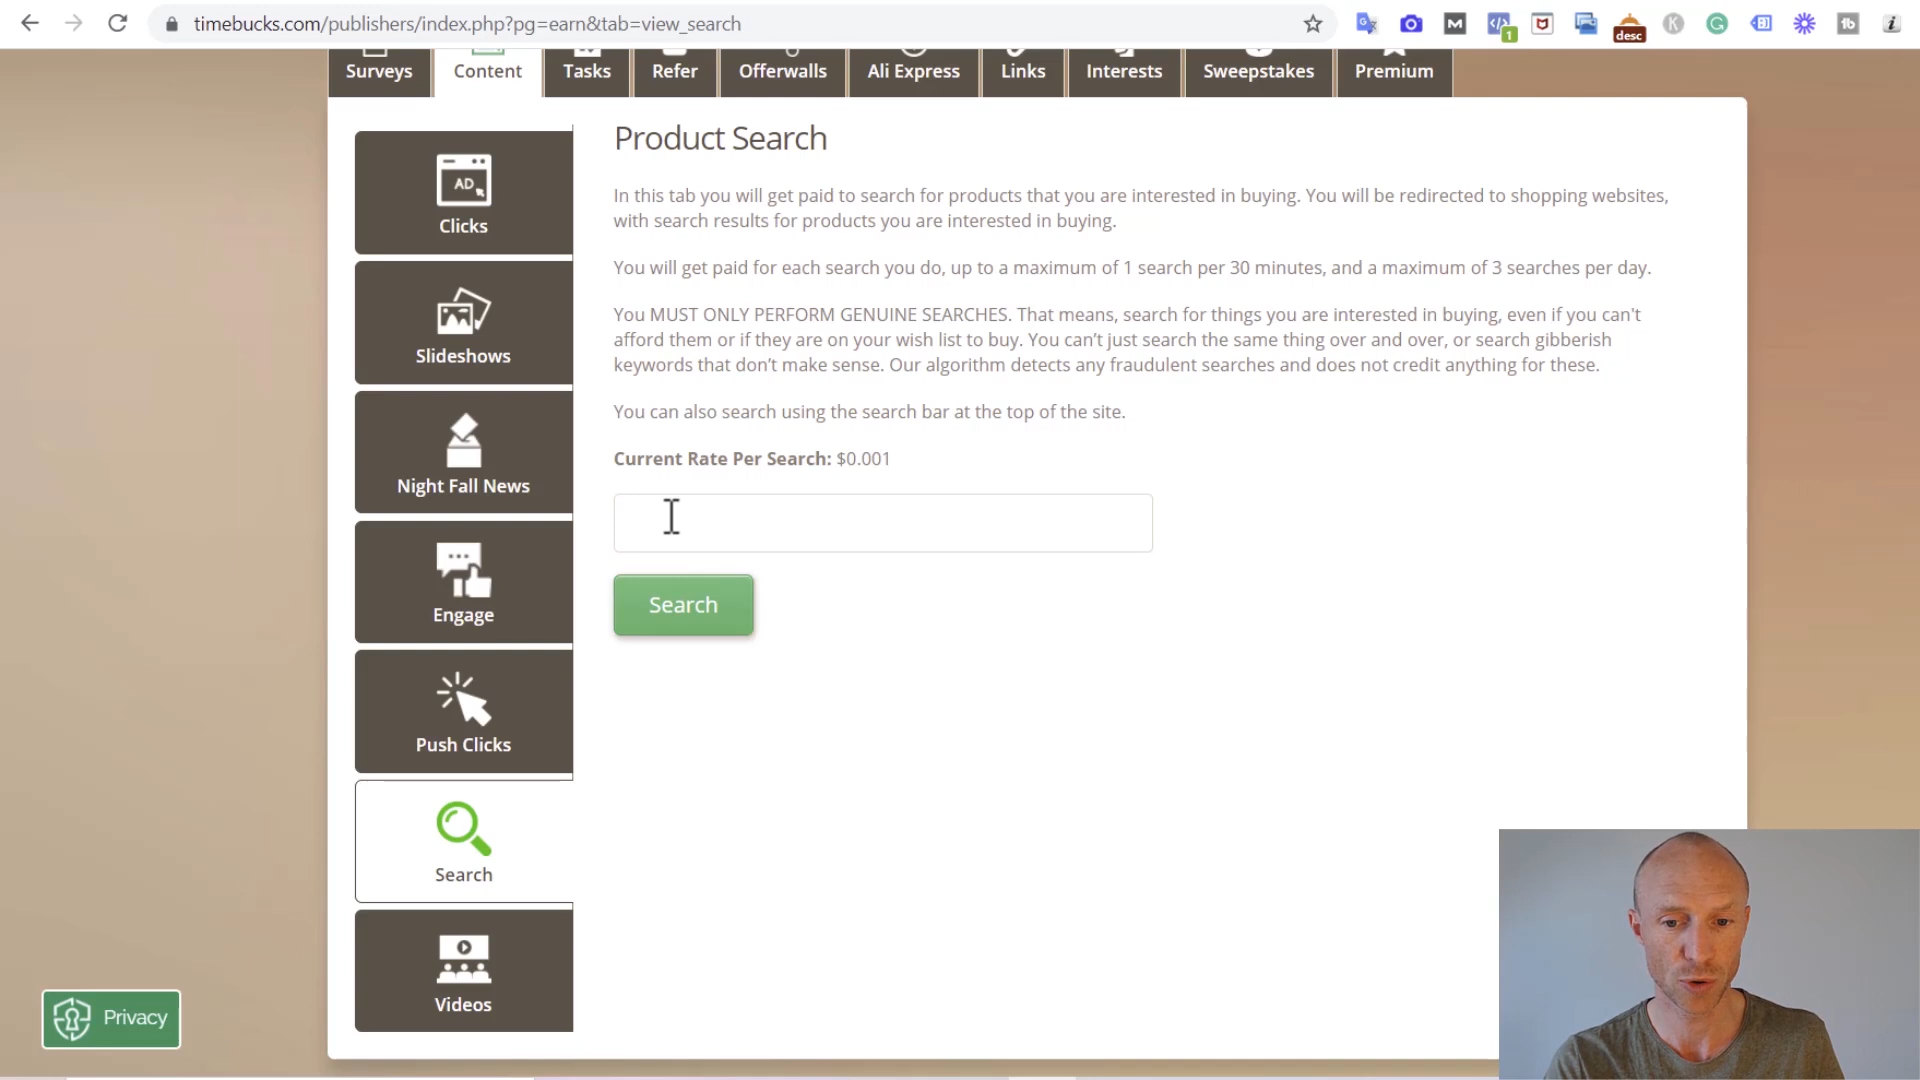 timebucks.com/publishers/index.php?pg=earn&tab=view_search
1
desc
Surveys
Content
Tasks
Refer
Offerwalls
Ali Express
Links
Interests
Sweepstakes
Premium
AD
Clicks
Slideshows
Night Fall News
Engage
Push Clicks
Search
Videos
Product Search
In this tab you will get paid to search for products that you are interested in buying. You will be redirected to shopping websites,
with search results for products you are interested in buying.
You will get paid for each search you do, up to a maximum of 1 search per 30 minutes, and a maximum of 3 searches per day.
You MUST ONLY PERFORM GENUINE SEARCHES. That means, search for things you are interested in buying, even if you can't
afford them or if they are on your wish list to buy. You can’t just search the same thing over and over, or search gibberish
keywords that don’t make sense. Our algorithm detects any fraudulent searches and does not credit anything for these.
You can also search using the search bar at the top of the site.
Current Rate Per Search: $0.001
Search
Privacy